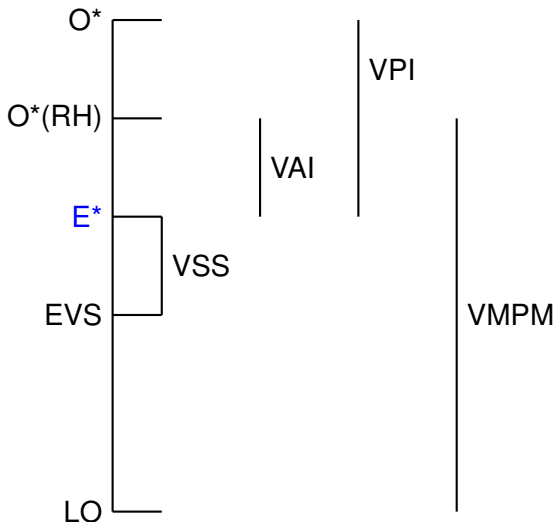 O*
VPI
O*(RH)
VAI
E*
VSS
EVS
VMPM
LO